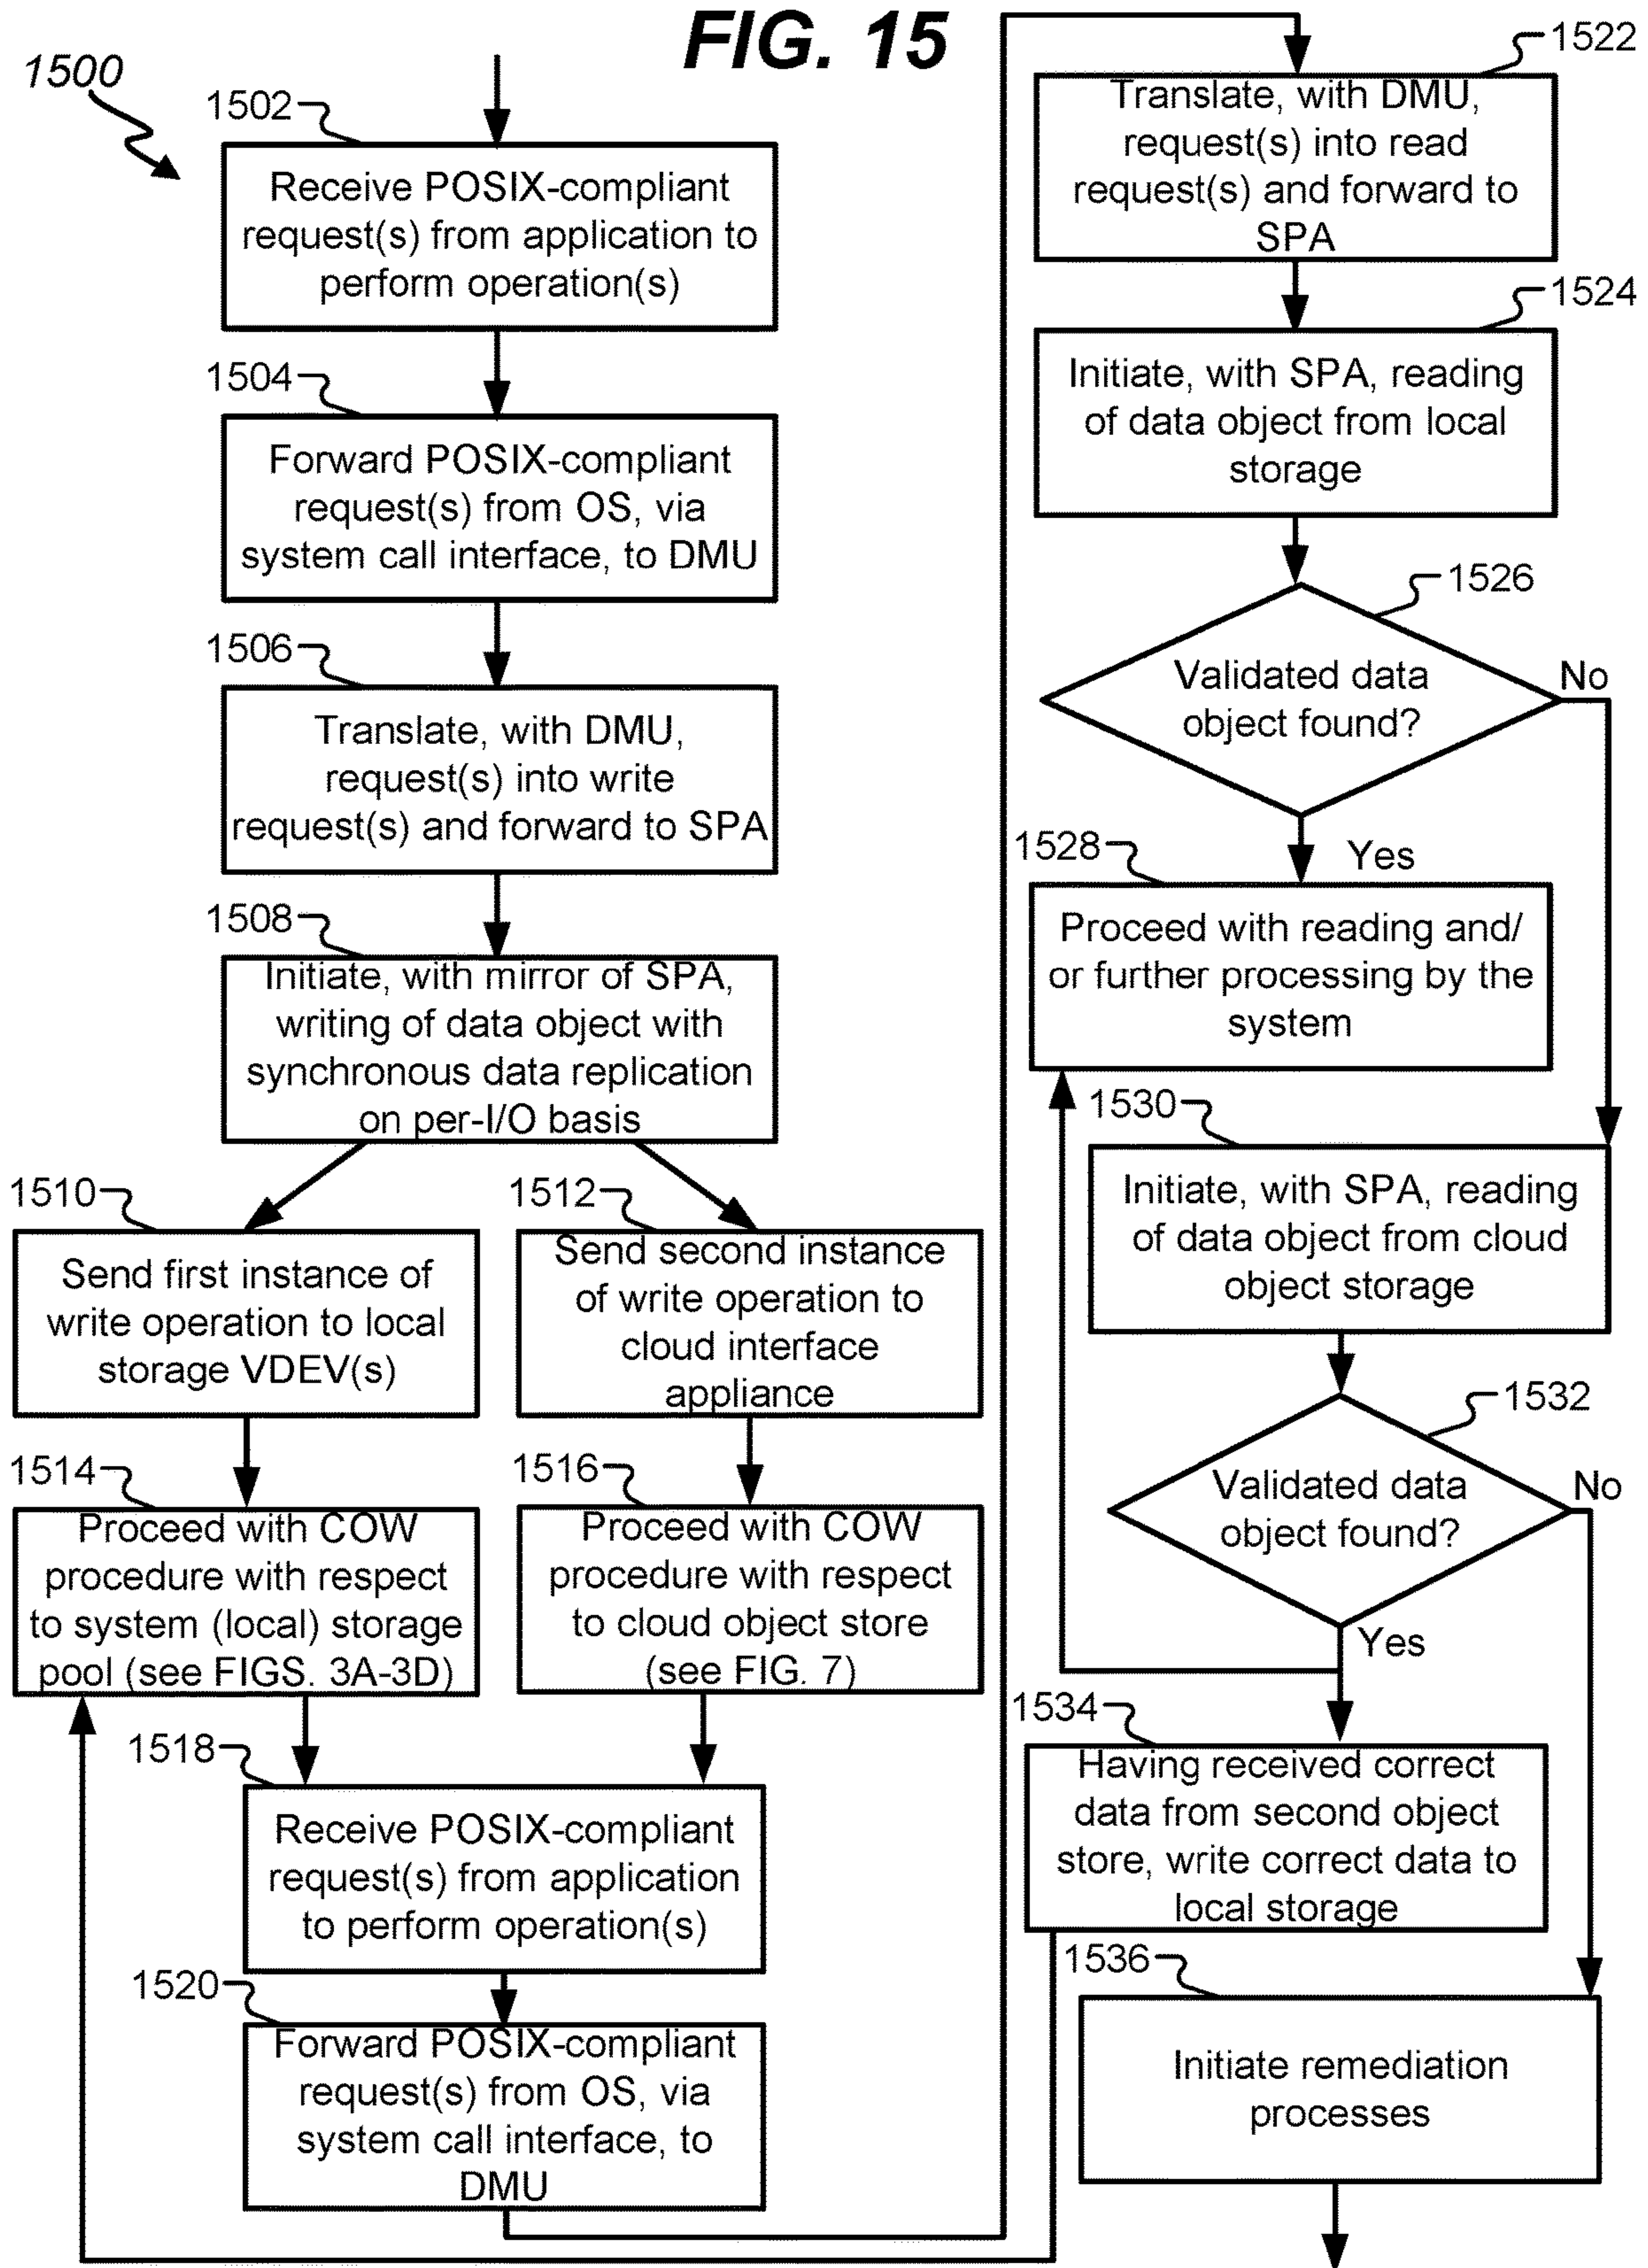 FIG. 15
1500
1502
Receive POSIX-compliant
request(s) from application to
perform operation(s)
1504
Forward POSIX-compliant
request(s) from OS, via
system call interface, to DMU
1506
Translate, with DMU,
request(s) into write
request(s) and forward to SPA
1508
Initiate, with mirror of SPA,
writing of data object with
synchronous data replication
on per-I/O basis
1510
Send first instance of
write operation to local
storage VDEV(s)
1512
Send second instance
of write operation to
cloud interface
appliance
1514
Proceed with COW
procedure with respect
to system (local) storage
pool (see FIGS. 3A-3D)
1516
Proceed with COW
procedure with respect
to cloud object store
(see FIG. 7)
1518
Receive POSIX-compliant
request(s) from application
to perform operation(s)
1520
Forward POSIX-compliant
request(s) from OS, via
system call interface, to
DMU
1522
Translate, with DMU,
request(s) into read
request(s) and forward to
SPA
1524
Initiate, with SPA, reading
of data object from local
storage
1526
Validated data
object found?
No
Yes
1528
Proceed with reading and/
or further processing by the
system
1530
Initiate, with SPA, reading
of data object from cloud
object storage
1532
Validated data
object found?
No
Yes
1534
Having received correct
data from second object
store, write correct data to
local storage
1536
Initiate remediation
processes